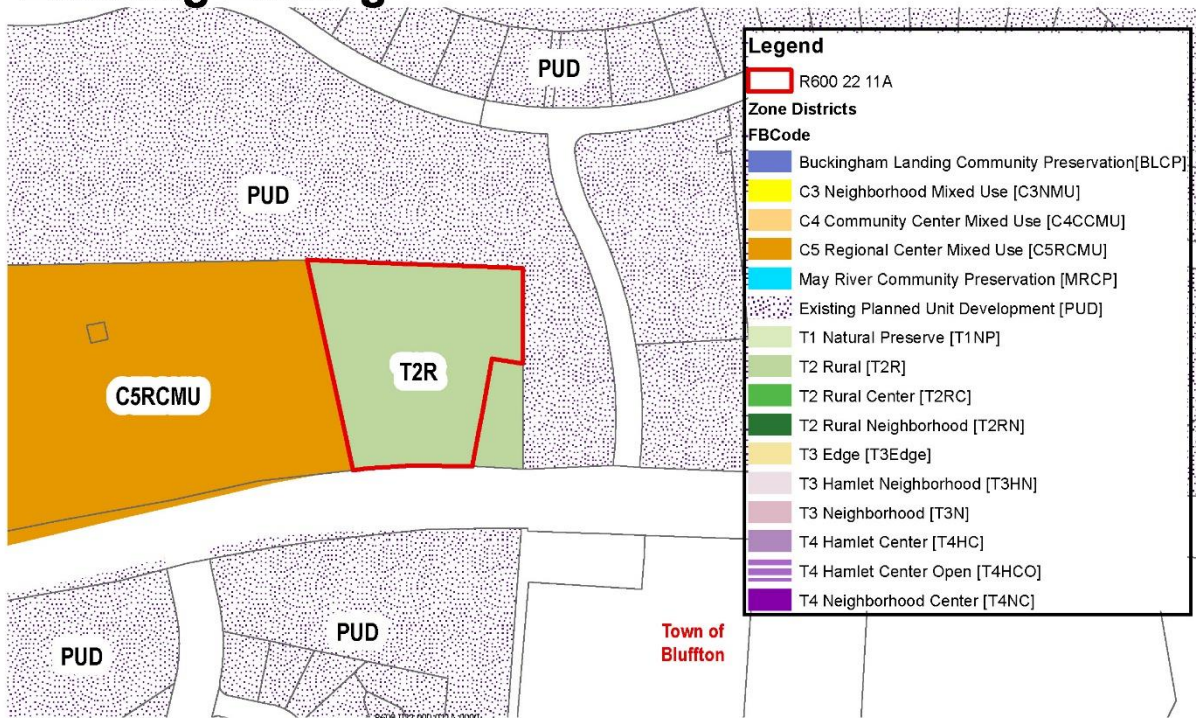 PUD
Legend
R600 22 11A
Zone Districts
FBCode
Buckingham Landing Community Preservation[BLCP]
C3 Neighborhood Mixed Use [C3NMU]
C4 Community Center Mixed Use [C4CCMU]
C5 Regional Center Mixed Use [C5RCMU]
May River Community Preservation [MRCP]
Existing Planned Unit Development [PUD]
T1 Natural Preserve [T1NP]
T2 Rural [T2R]
T2 Rural Center [T2RC]
T2 Rural Neighborhood [T2RN]
T3 Edge [T3Edge]
T3 Hamlet Neighborhood [T3HN]
T3 Neighborhood [T3N]
T4 Hamlet Center [T4HC]
T4 Hamlet Center Open [T4HCO]
T4 Neighborhood Center [T4NC]
PUD
T2R
C5RCMU
PUD
PUD
Town of
Bluffton